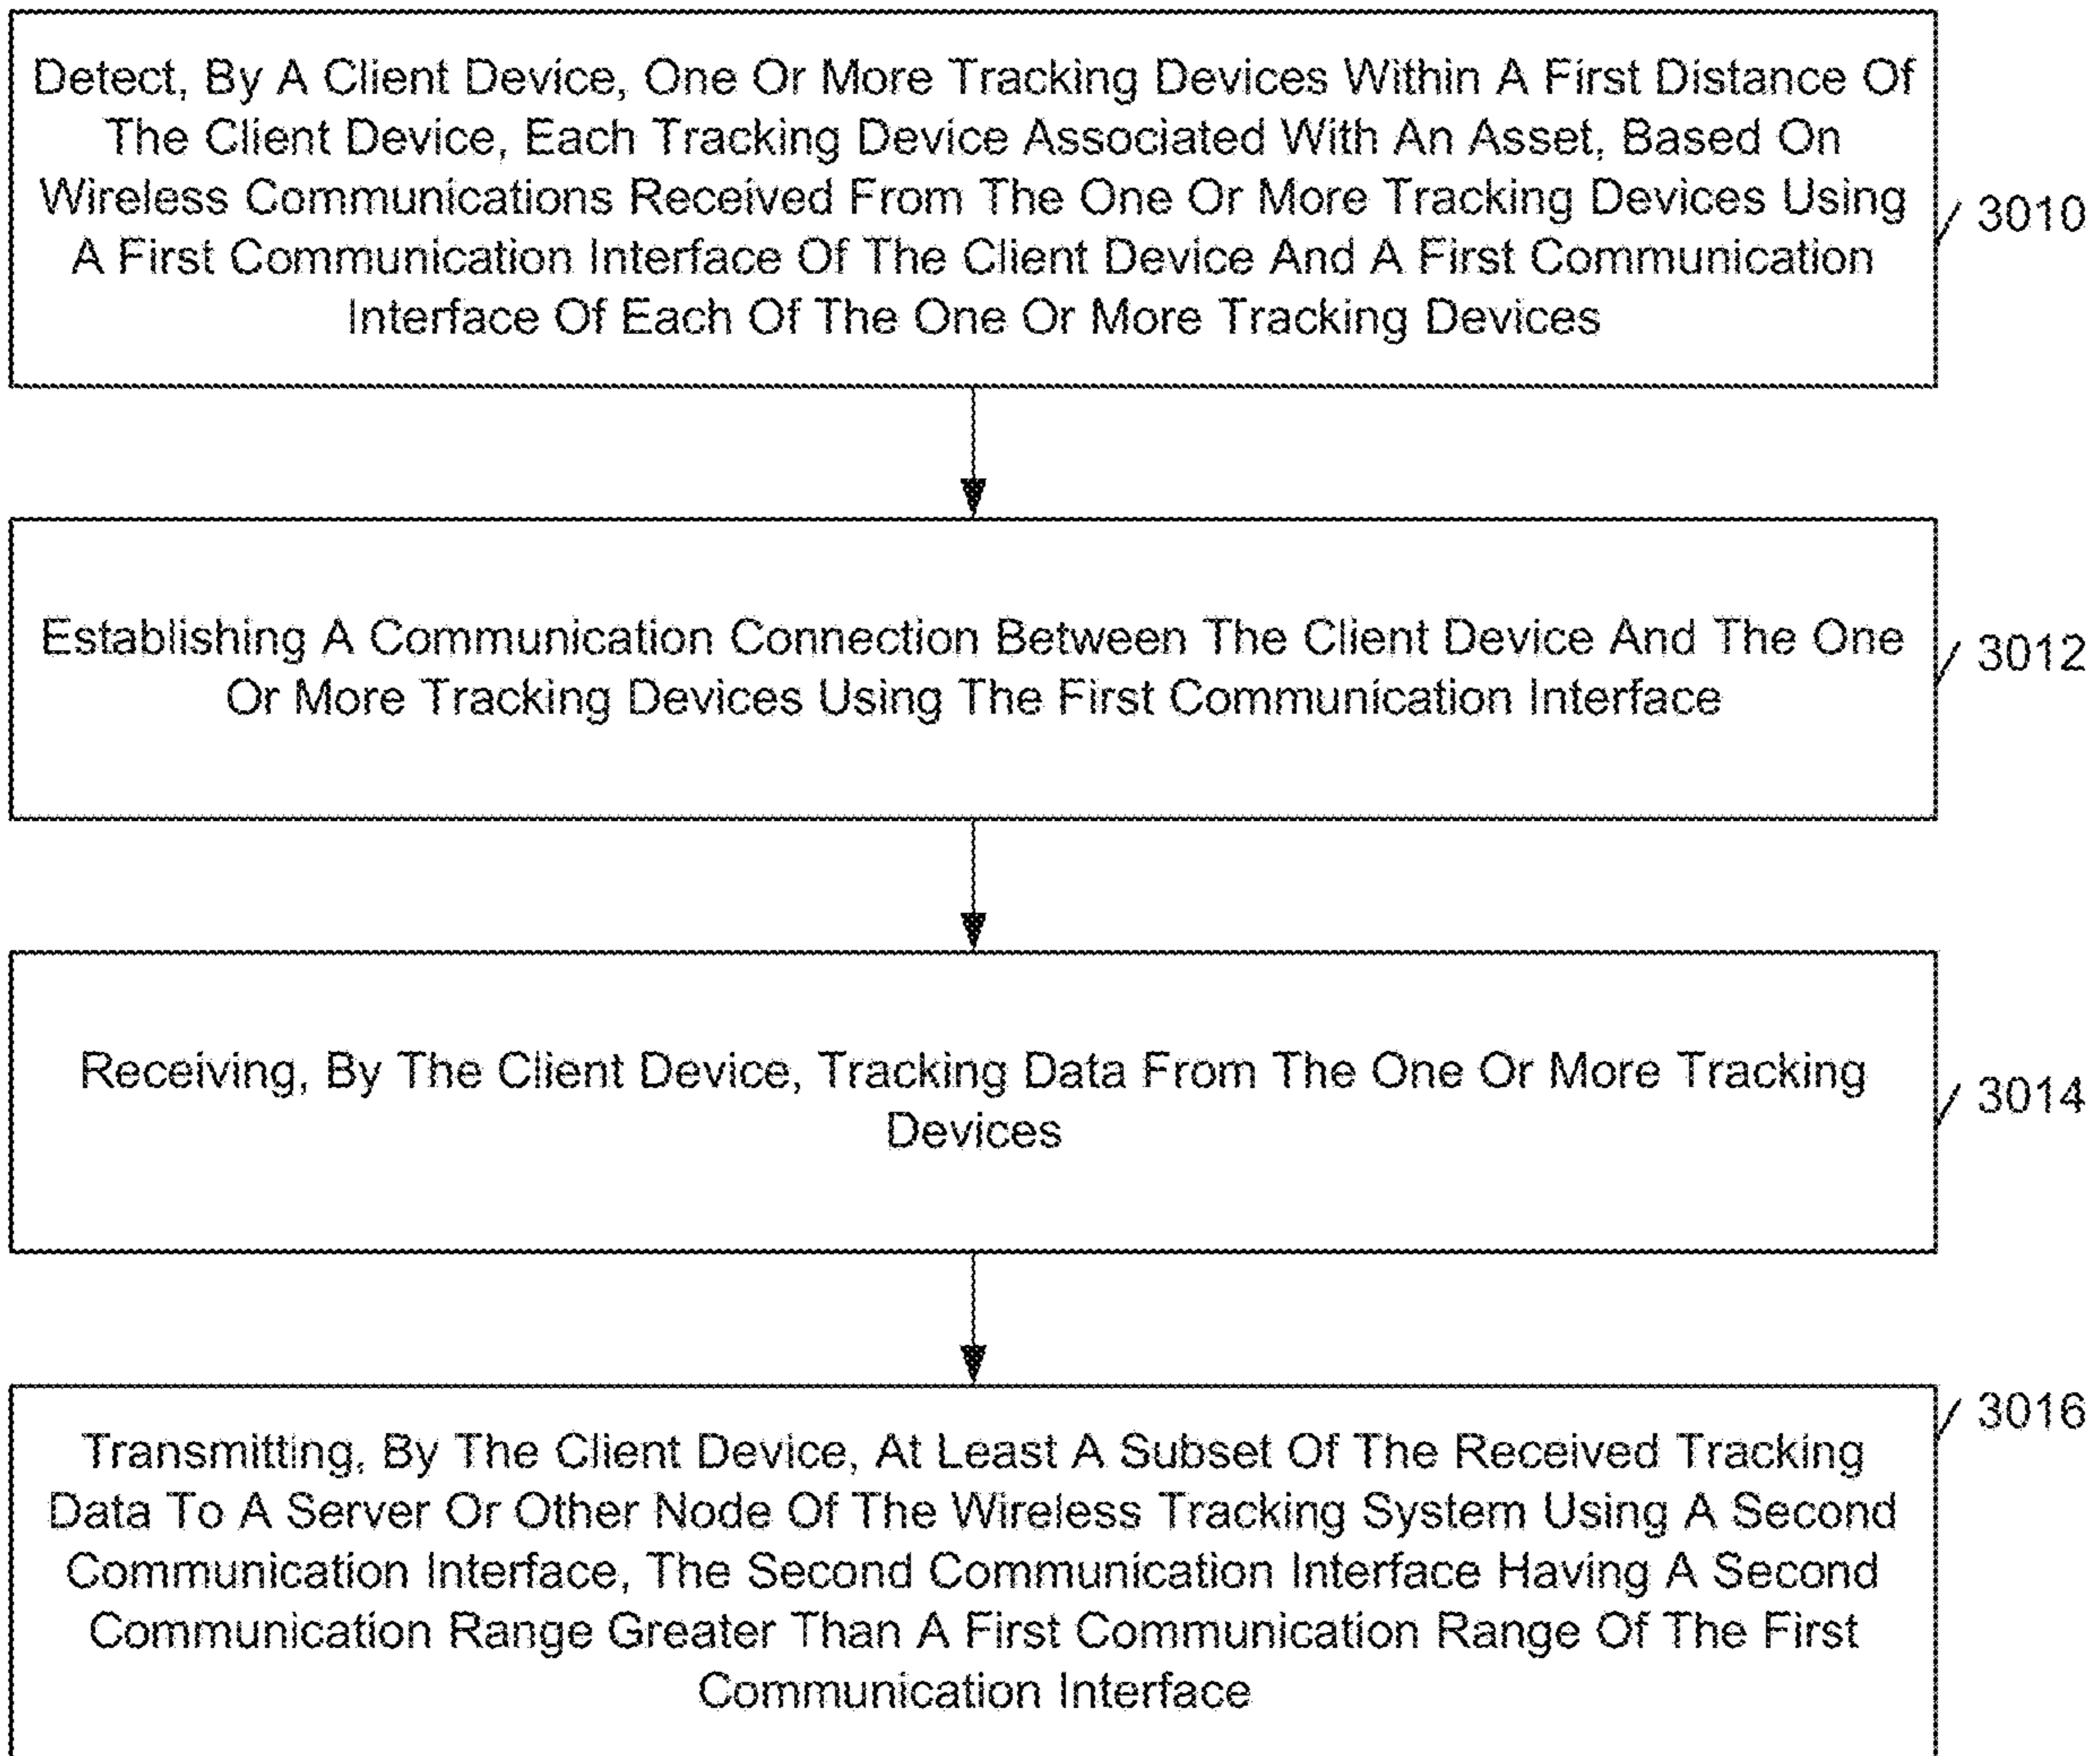 Detect, By A Client Device, One Or More Tracking Devices Within A First Distance Of
The Client Device, Each Tracking Device Associated With An Asset, Based On
Wireless Communications Received From The One Or More Tracking Devices Using
A First Communication Interface Of The Client Device And A First Communication
Interface Of Each Of The One Or More Tracking Devices
3010
Establishing A Communication Connection Between The Client Device And The One
Or More Tracking Devices Using The First Communication Interface
3012
Receiving, By The Client Device, Tracking Data From The One Or More Tracking
Devices
3014
Transmitting, By The Client Device, At Least A Subset Of The Received Tracking
Data To A Server Or Other Node Of The Wireless Tracking System Using A Second
Communication Interface, The Second Communication Interface Having A Second
Communication Range Greater Than A First Communication Range Of The First
Communication Interface
3016